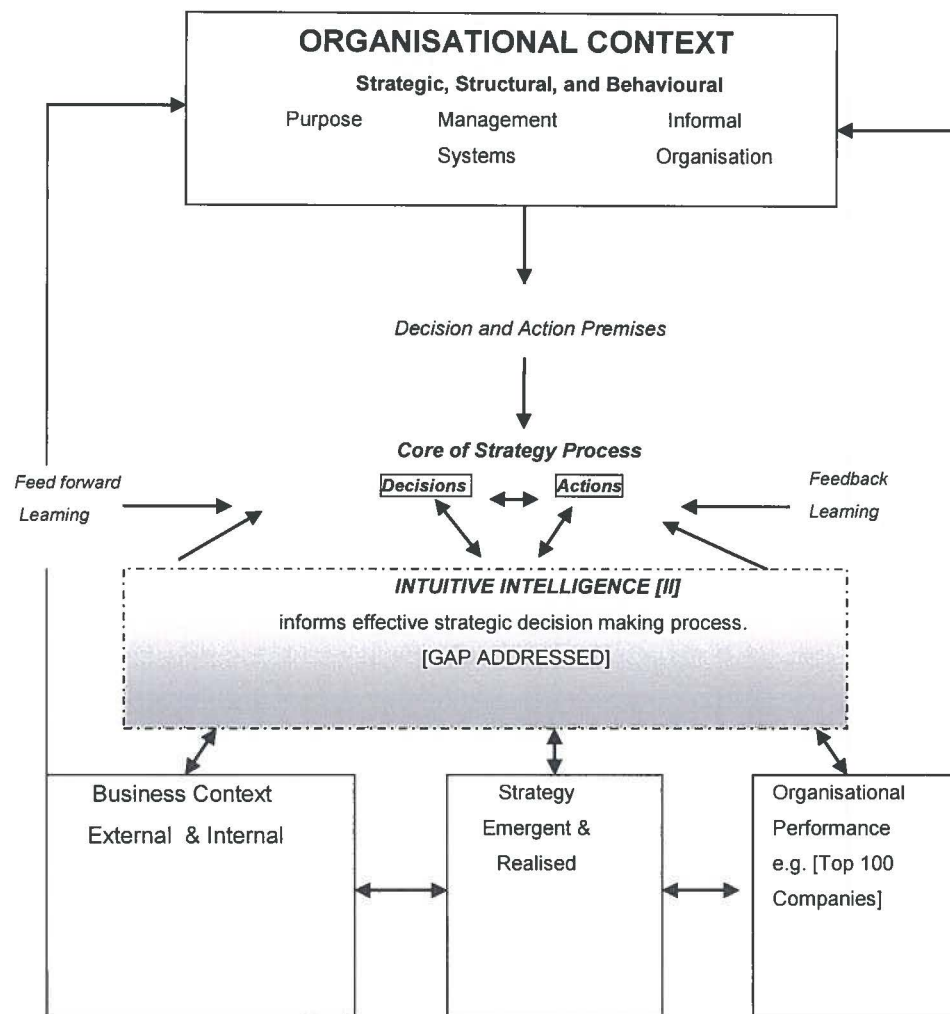 ORGANISATIONAL CONTEXT
Strategic, Structural, and Behavioural
Purpose Management Informal
Systems Organisation
Decision and Action Premises
Core of Strategy Process
Decisions Actions
Feed forward
Learning
Feedback
Learning
INTUITIVE INTELLIGENCE [II]
informs effective strategic decision making process.
[GAP ADDRESSED]
Business Context
External & Internal
Strategy
Emergent &
Realised
Organisational
Performance
e.g. [Top 100
Companies]